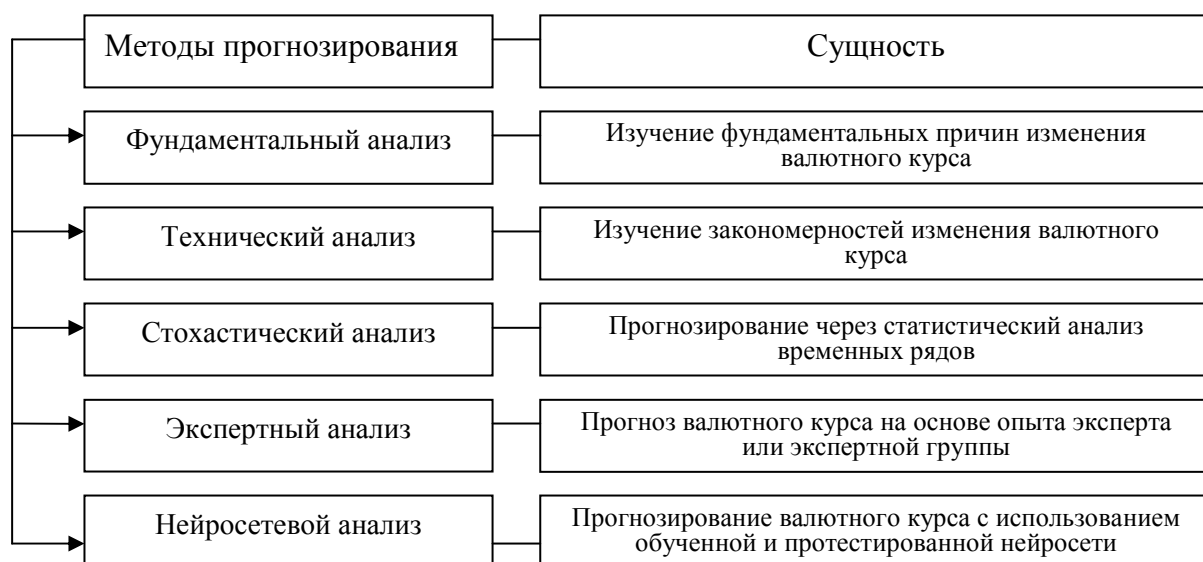 Методы прогнозирования
Сущность
Фундаментальный анализ
Изучение фундаментальных причин изменения
валютного курса
Технический анализ
Изучение закономерностей изменения валютного
курса
Стохастический анализ
Прогнозирование через статистический анализ
временных рядов
Экспертный анализ
Прогноз валютного курса на основе опыта эксперта
или экспертной группы
Нейросетевой анализ
Прогнозирование валютного курса с использованием
обученной и протестированной нейросети